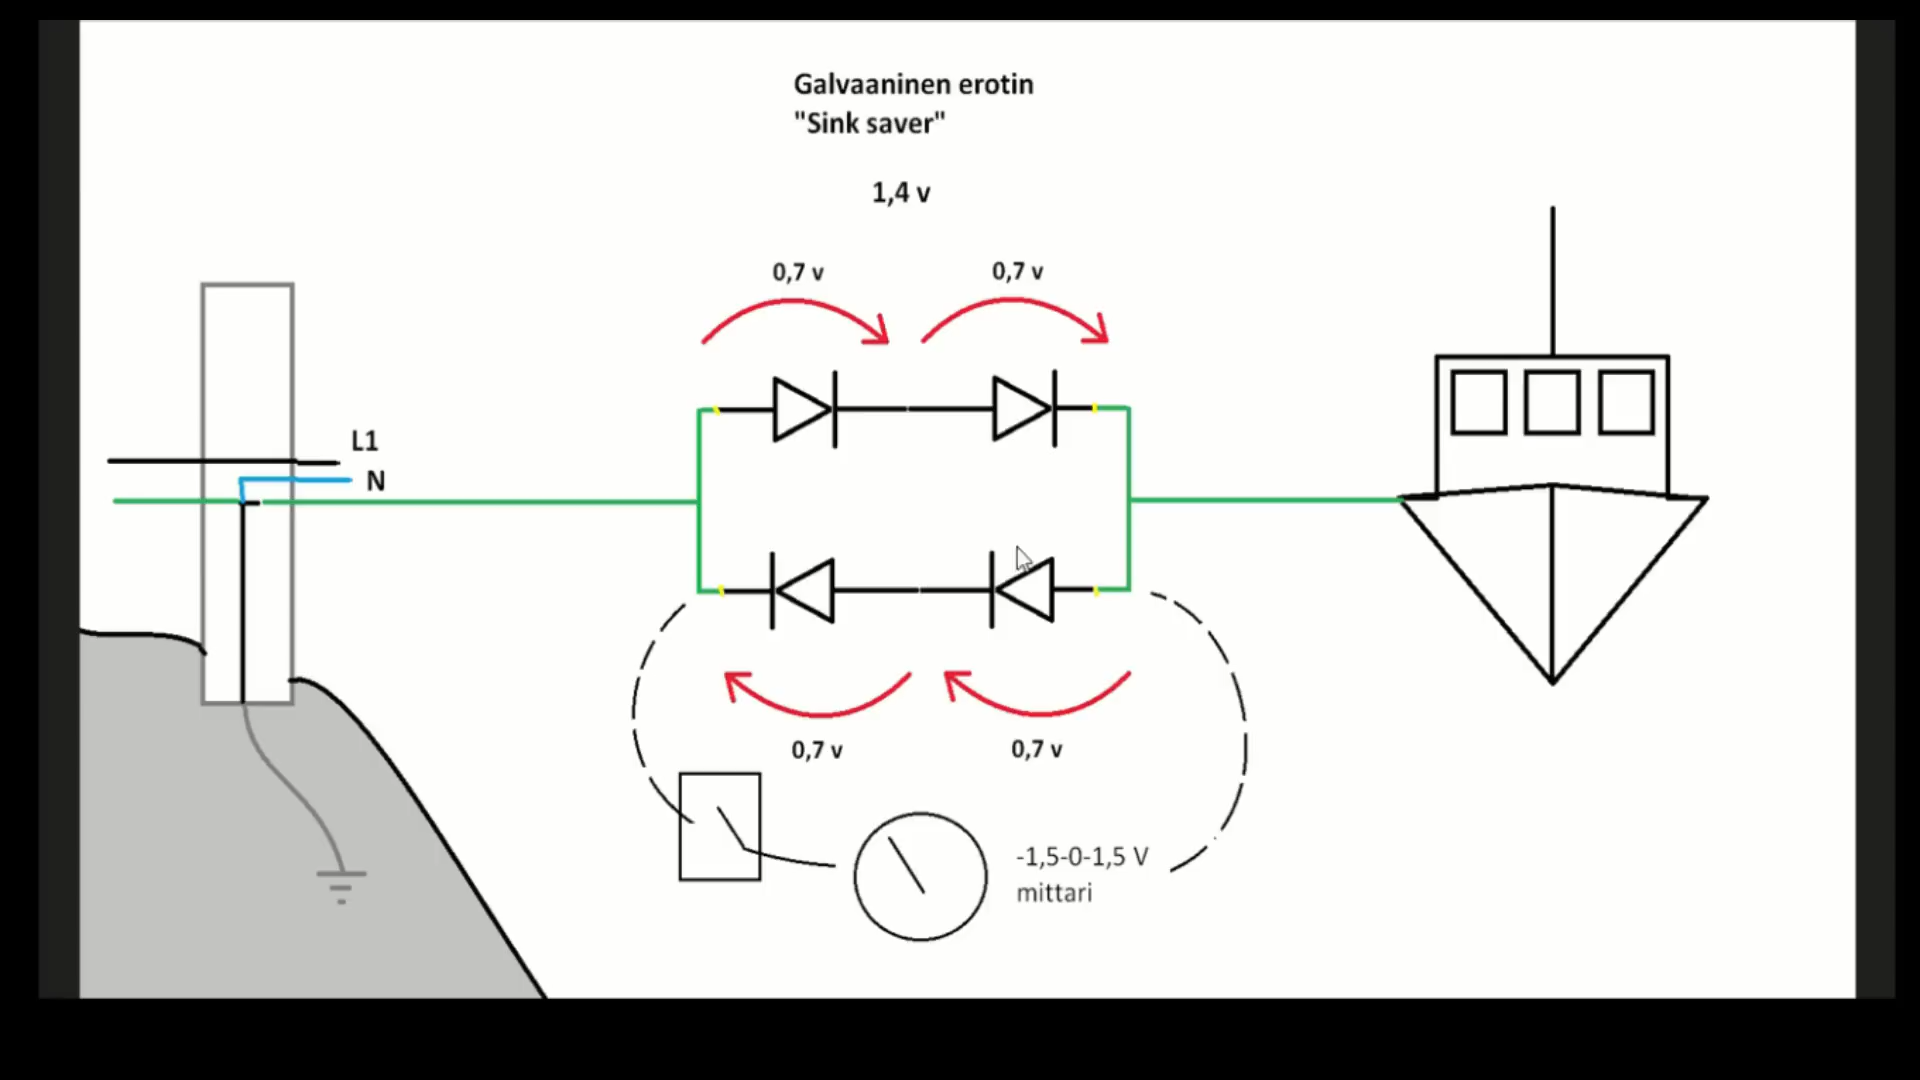 Galvaaninen erotin
"Sink saver"
1,4 v
0,7 v
0,7 v
L1
N
0,7 v
0,7 v
-1,5-0-1,5 V
mittari